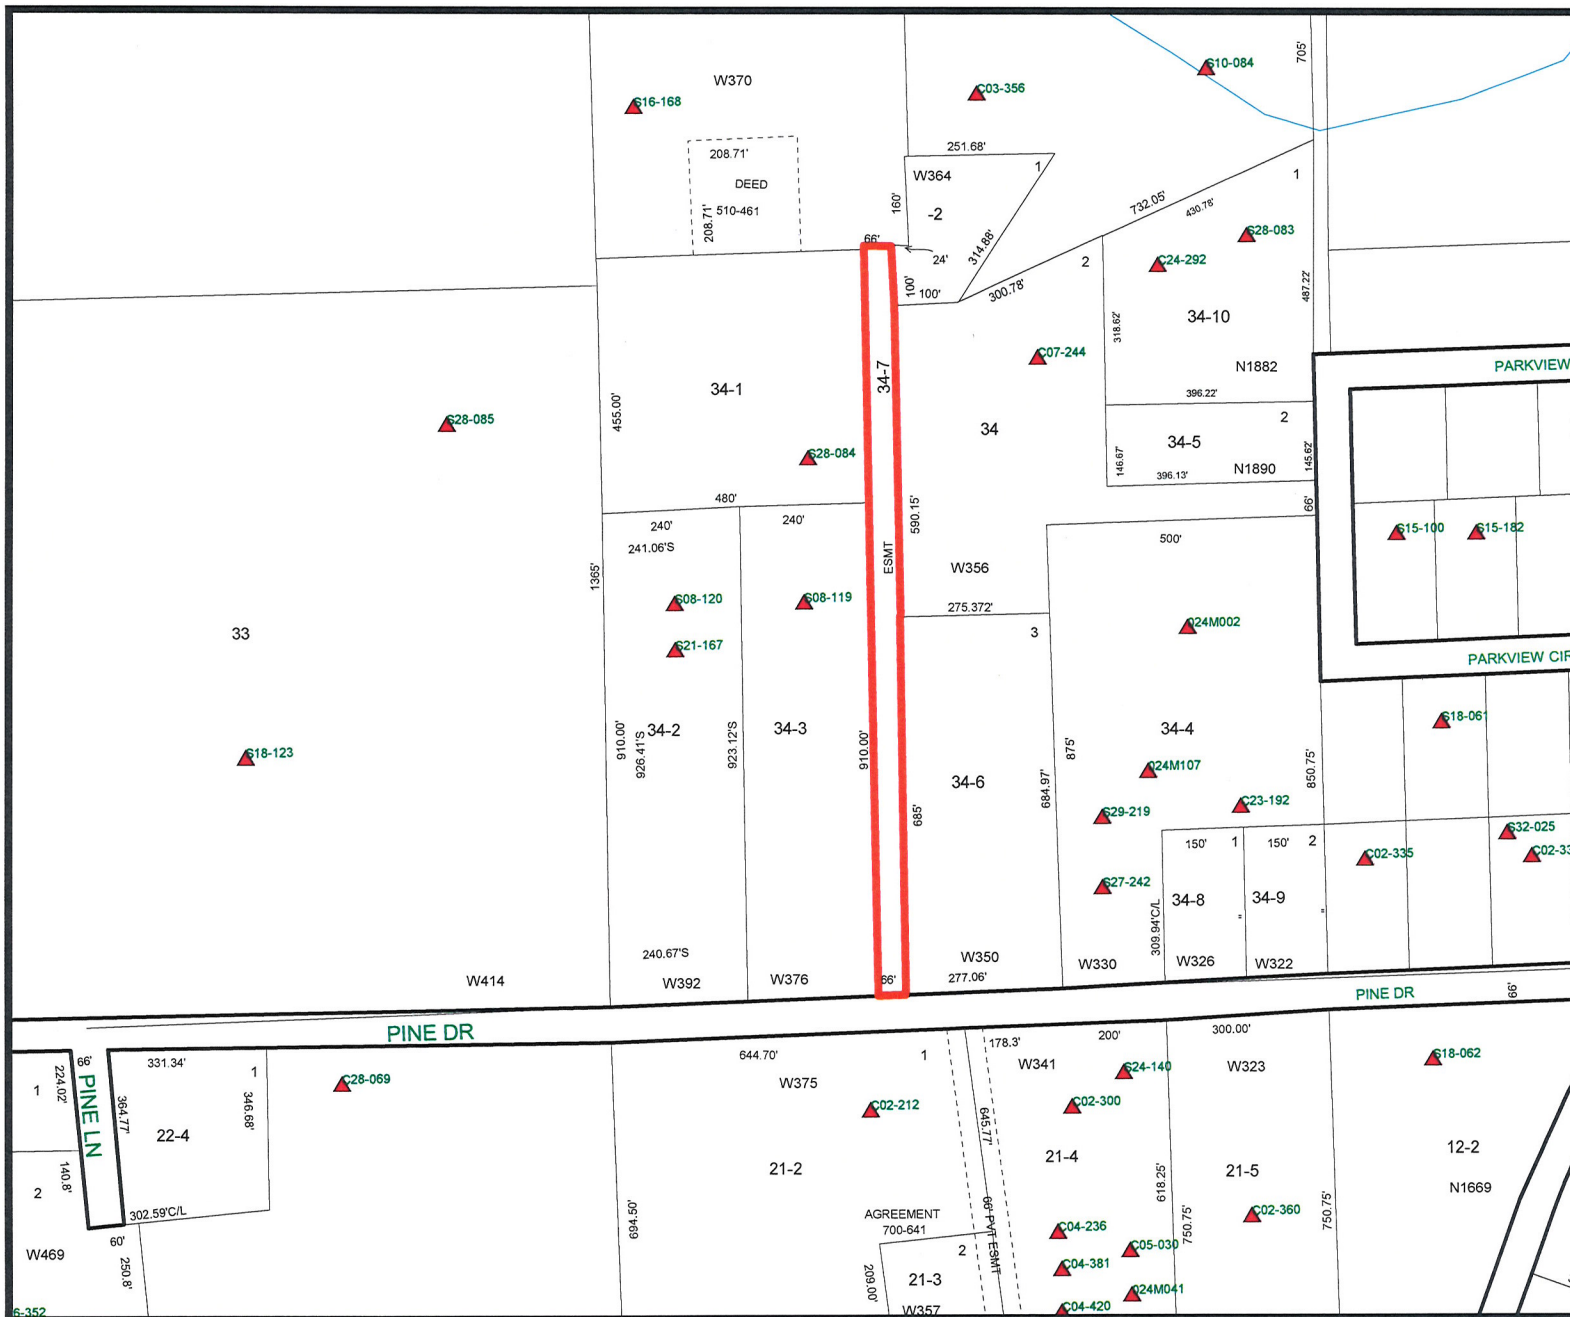 W370
705'
S10-084
C03-356
S16-168
251.68'
1
W364
208.71'
DEED
510-461
208.71'
160'
-2
314.88'
732.05'
430.78'
1
S28-083
66'
24'
C24-292
2
100'
100'
300.78'
487.22'
318.62'
34-10
N1882
396.22'
C07-244
PARKVIEW
34-1
34-7
455.00'
34
2
34-5
146.67'
145.62'
396.13'
N1890
S28-085
S28-084
480'
66'
240'
240'
241.06'S
590.15'
ESMT
500'
S15-100
S15-182
1365'
W356
275.372'
S08-120
S08-119
3
024M002
33
S21-167
PARKVIEW CIR
910.00'
926.41'S
34-2
923.12'S
34-3
910.00'
34-6
684.97'
875'
34-4
850.75'
S18-061
S18-123
024M107
685'
S29-219
C23-192
S32-025
150'
1
150'
2
C02-335
C02-33
S27-242
34-8
34-9
309.94'C/L
"
"
240.67'S
W350
W330
W326
W322
W414
W392
W376
66'
277.06'
PINE DR
66'
PINE DR
66'
331.34'
644.70'
1
178.3'
200'
300.00'
1
224.02'
PINE LN
364.77'
1
346.68'
C28-069
W375
W341
S24-140
W323
S18-062
C02-212
C02-300
22-4
645.77'
21-4
12-2
2
140.8'
21-2
618.25'
21-5
N1669
302.59'C/L
694.50'
AGREEMENT
700-641
66' PVT ESMT
C04-236
C02-360
750.75'
750.75'
60'
W469
250.8'
2
C05-030
209.00'
21-3
C04-381
024M041
W357
C04-420
6-352